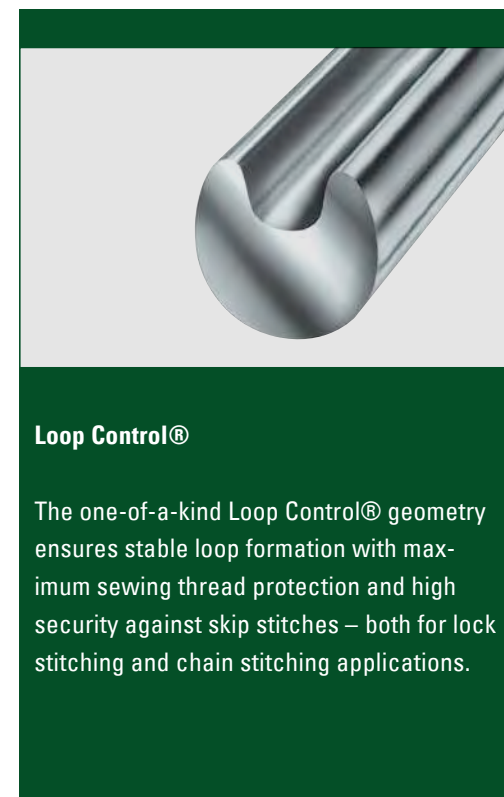 Loop Control®
The one-of-a-kind Loop Control® geometry
ensures stable loop formation with max-
imum sewing thread protection and high
security against skip stitches – both for lock
stitching and chain stitching applications.